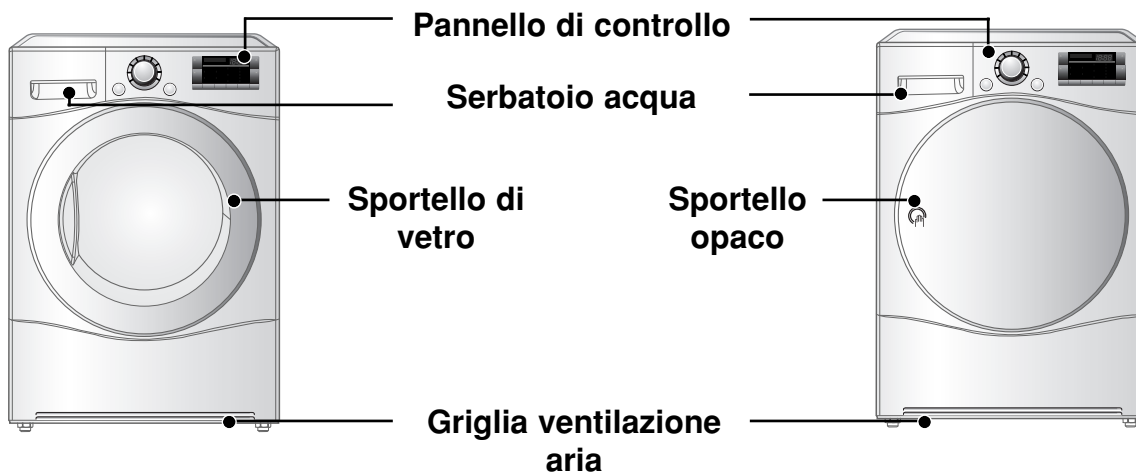 Pannello di controllo
Serbatoio acqua
Sportello di
vetro
Sportello
opaco
Griglia ventilazione
aria